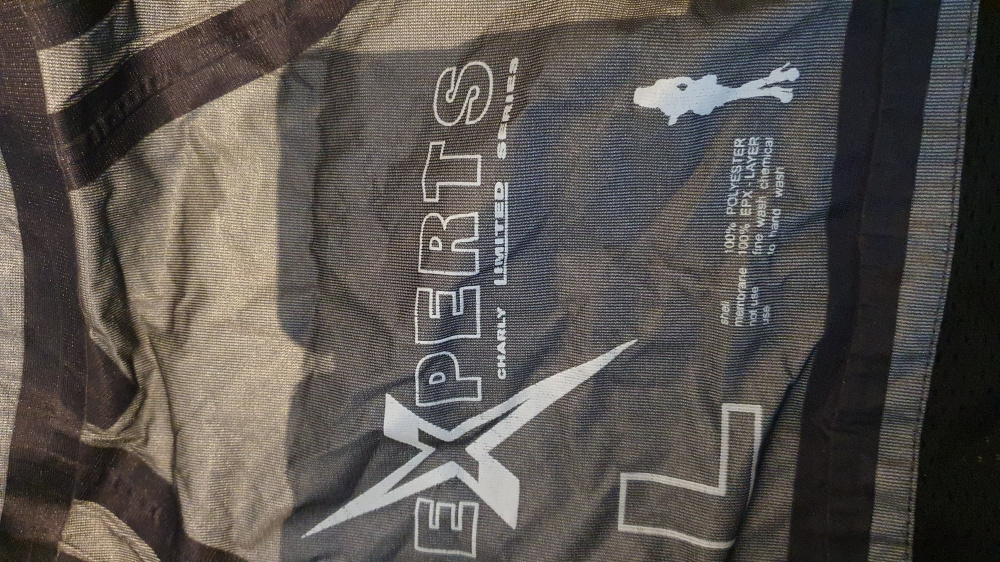 EXPERTS
CHARLY LIMITED SERIES
L
shell 100% POLYESTER
membrane 100% EPX. LAYER
not use fine wash chemical
use do hand wash